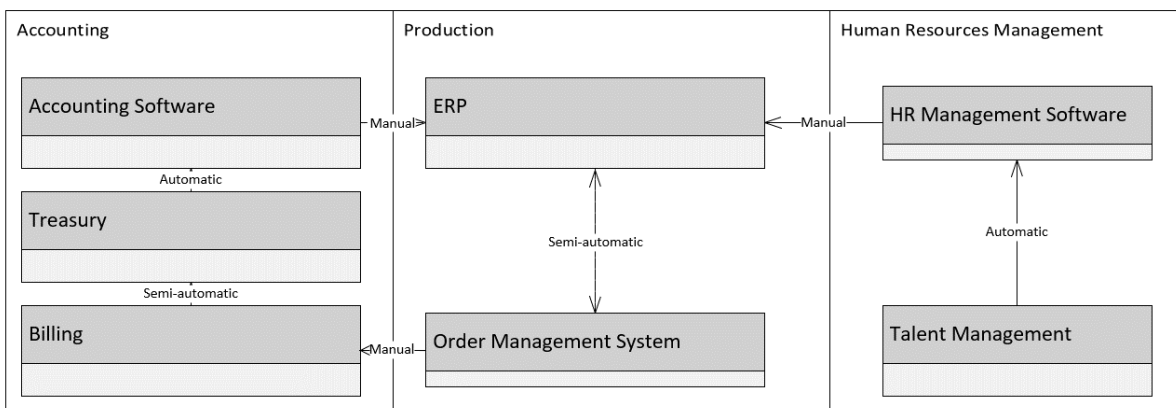 Accounting
Production
Human Resources Management
Accounting Software
ERP
HR Management Software
Manual
Manual
Automatic
Treasury
Semi-automatic
Automatic
Semi-automatic
Billing
Order Management System
Talent Management
Manual